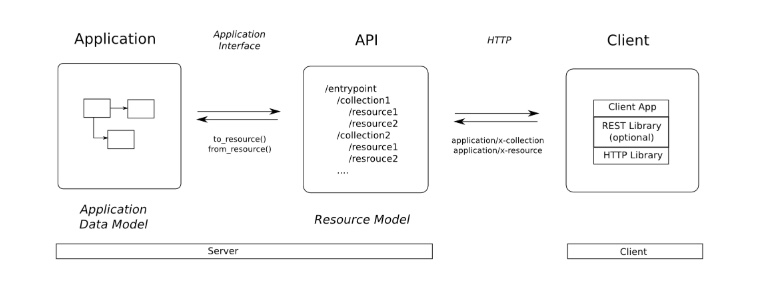 Application
Application
Interface
API
HTTP
Client
/entrypoint
/collection1
/resource1
/resource2
/collection2
/resource1
/resrouce2
....
to_resource()
from_resource()
application/x-collection
application/x-resource
Client App
REST Library
(optional)
HTTP Library
Application
Data Model
Resource Model
Server
Client